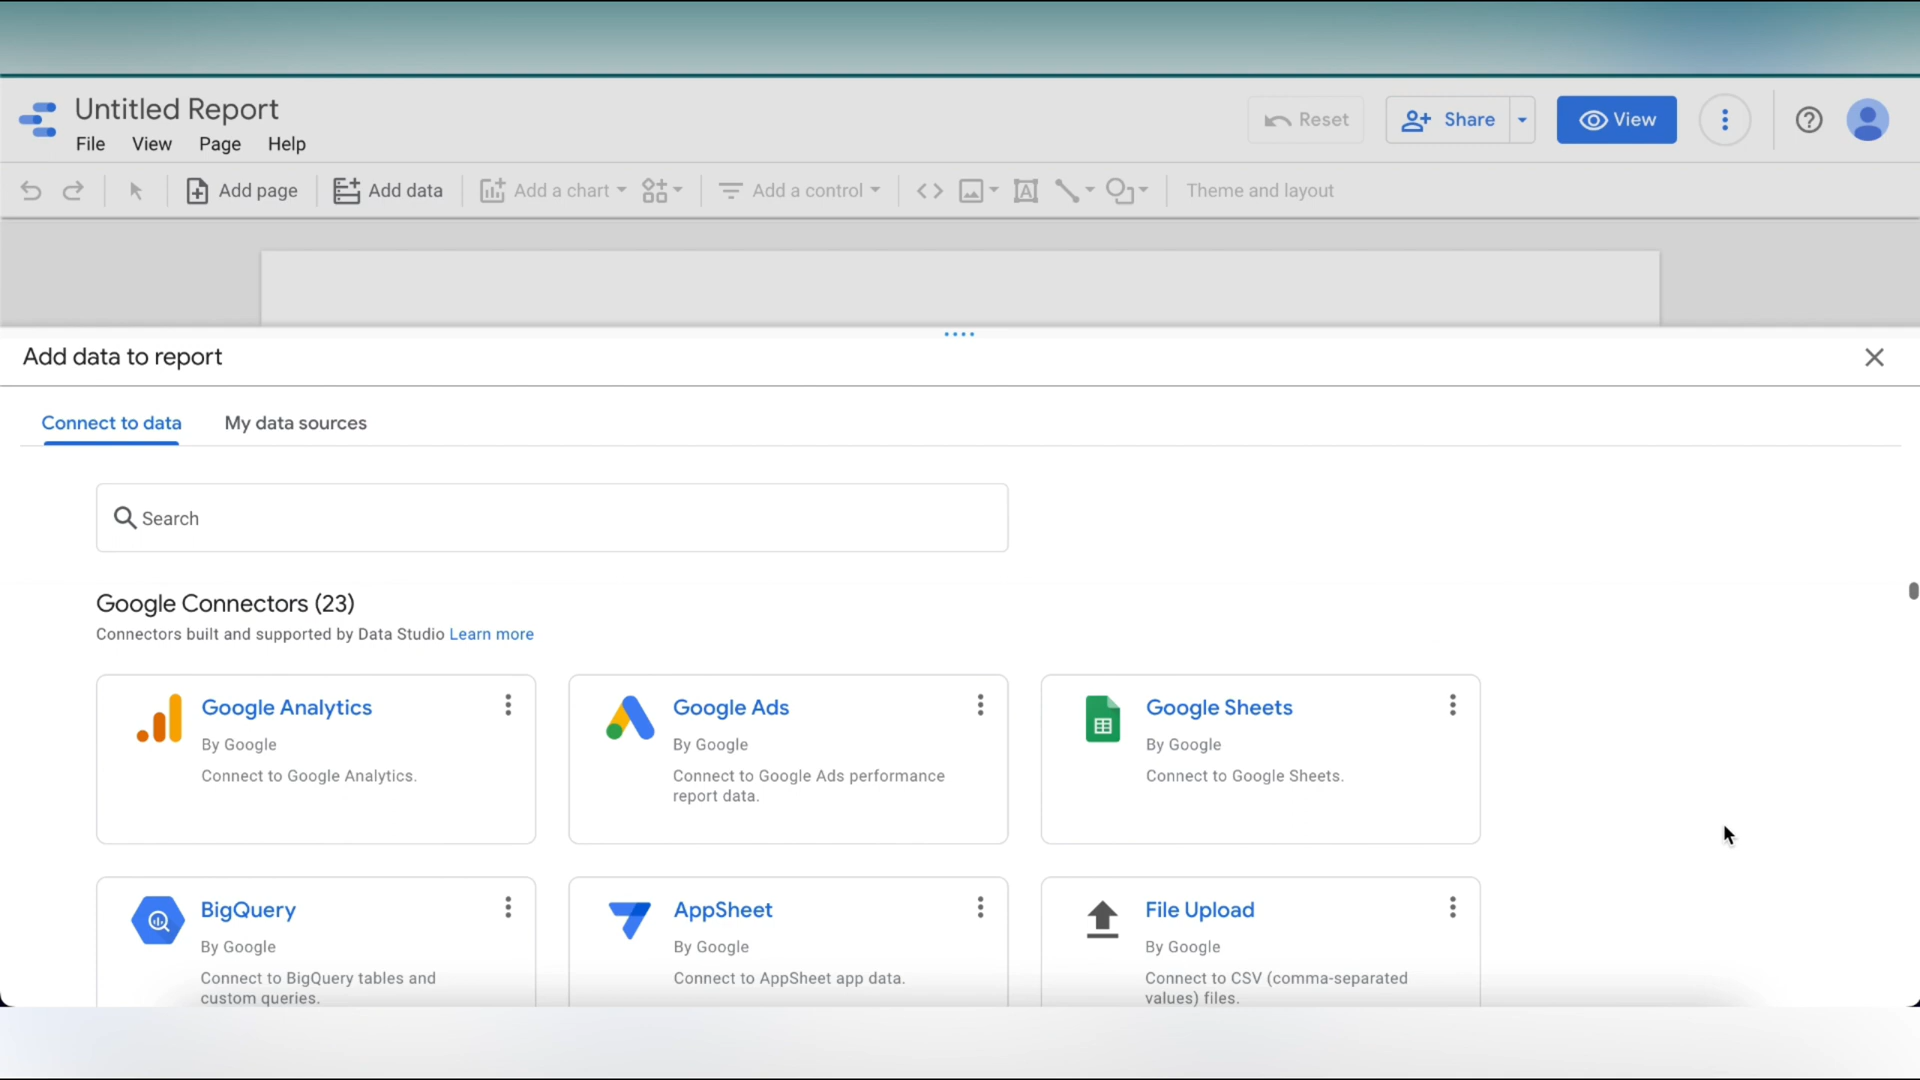 Untitled Report
File View Page Help
Reset Share View
Add page Add data Add a chart Add a control Theme and layout
Add data to report
Connect to data My data sources
Search
Google Connectors (23)
Connectors built and supported by Data Studio Learn more
Google Analytics
By Google
Connect to Google Analytics.
Google Ads
By Google
Connect to Google Ads performance
report data.
Google Sheets
By Google
Connect to Google Sheets.
BigQuery
By Google
Connect to BigQuery tables and
custom queries.
AppSheet
By Google
Connect to AppSheet app data.
File Upload
By Google
Connect to CSV (comma-separated
values) files.